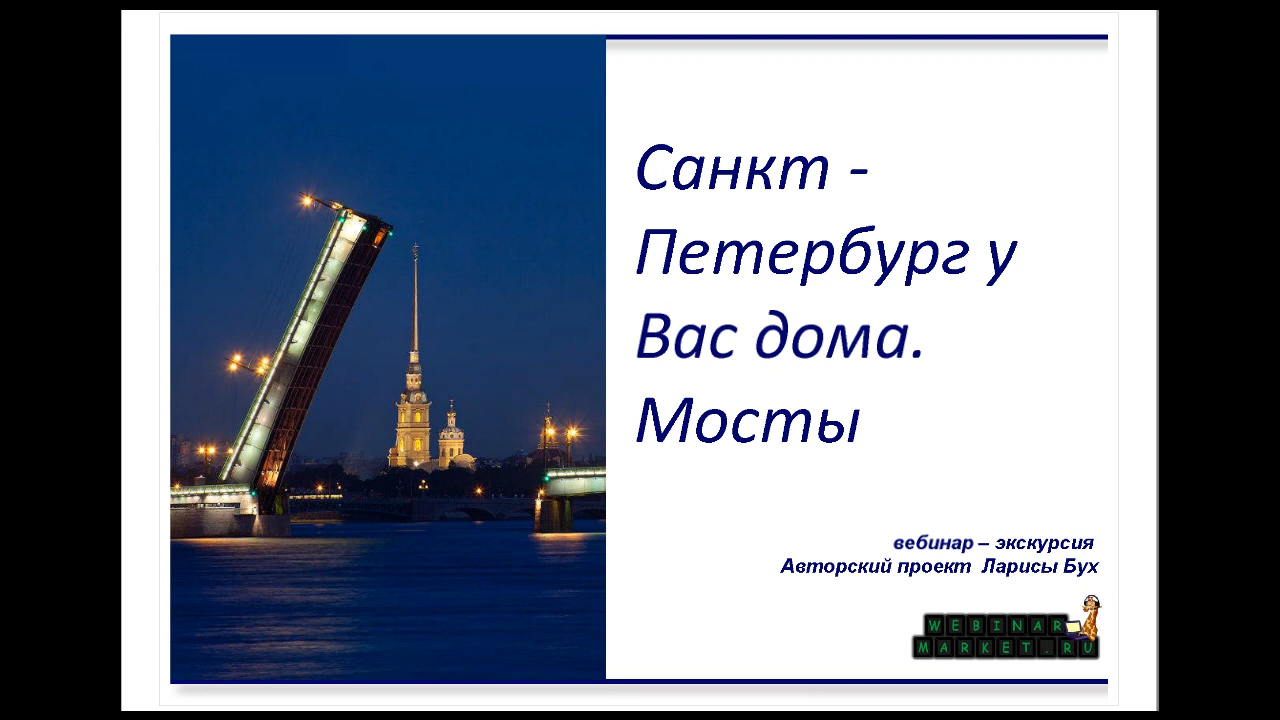 Санкт -
Петербург у
Вас дома.
Мосты
вебинар – экскурсия
Авторский проект Ларисы Бух
WEBINAR
MARKET.RU